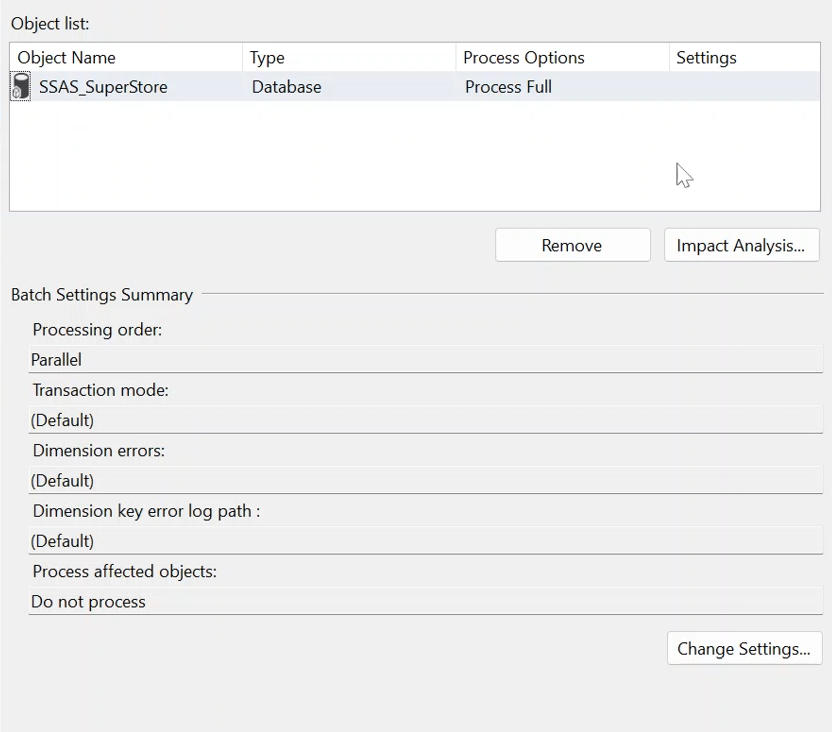 Object list:
Object Name Type Process Options Settings
SSAS_SuperStore Database Process Full
Remove Impact Analysis...
Batch Settings Summary
Processing order:
Parallel
Transaction mode:
(Default)
Dimension errors:
(Default)
Dimension key error log path :
(Default)
Process affected objects:
Do not process
Change Settings...